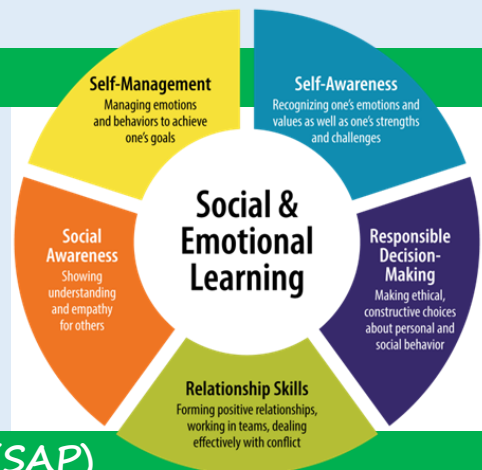 Self-Management
Managing emotions
and behaviors to achieve
one's goals
Self-Awareness
Recognizing one's emotions and
values as well as one's strengths
and challenges
Social &
Emotional
Learning
Social
Awareness
Showing
understanding
and empathy
for others
Responsible
Decision-
Making
Making ethical,
constructive choices
about personal and
social behavior
Relationship Skills
Forming positive relationships,
working in teams, dealing
effectively with conflict
(SAP)